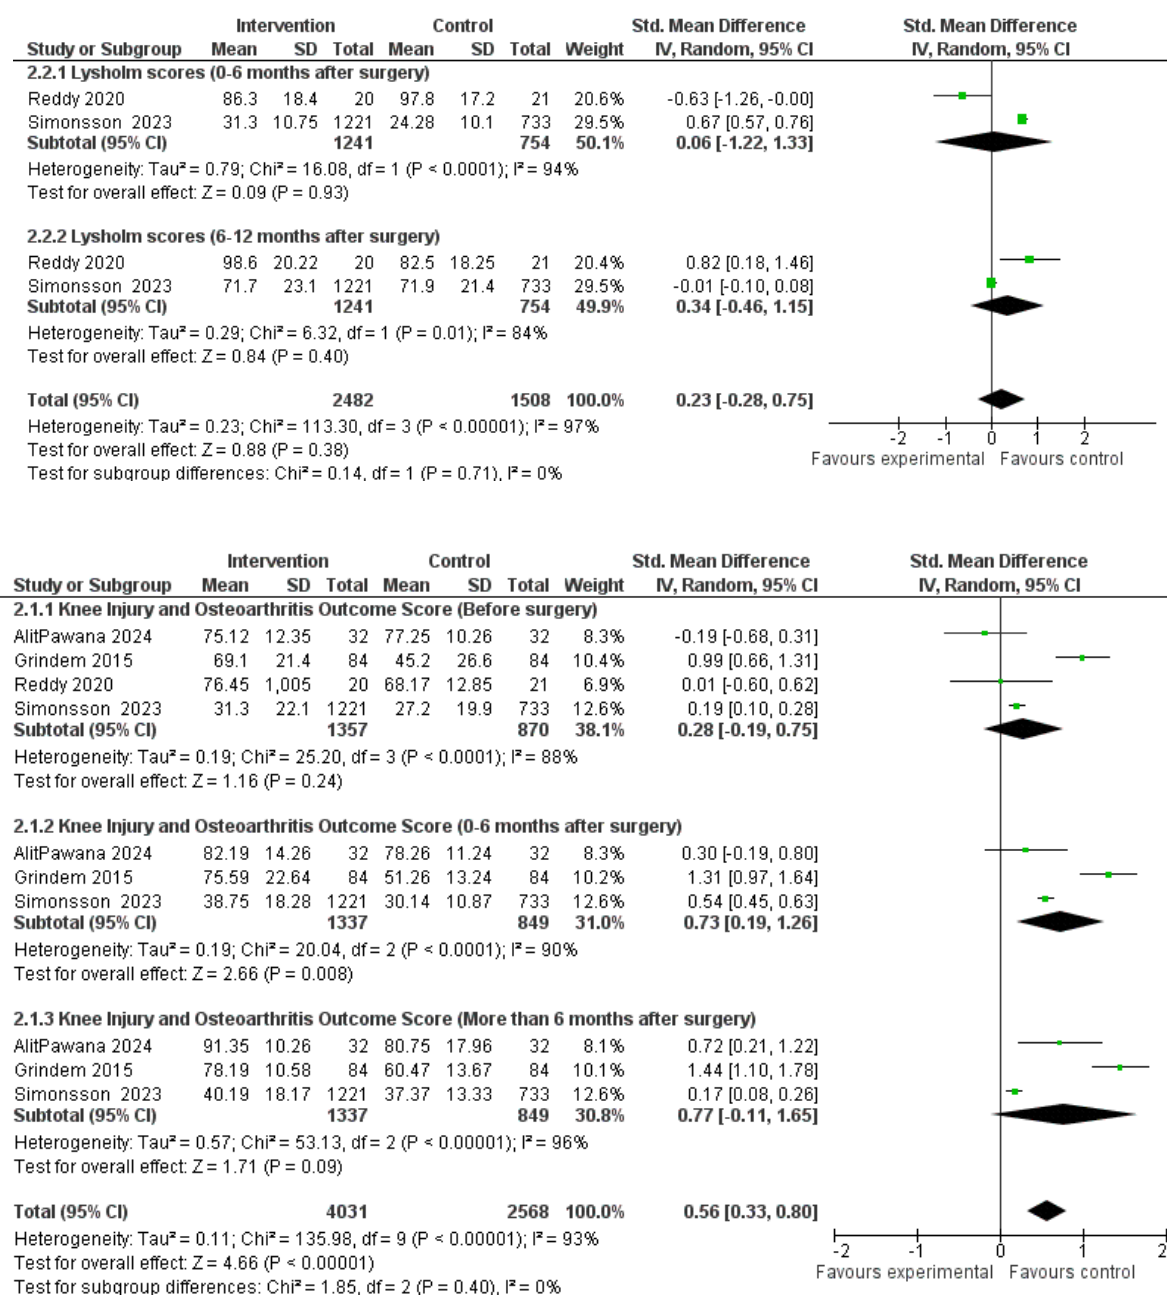 Intervention Control Std. Mean Difference Std. Mean Difference
Study or Subgroup Mean SD Total Mean SD Total Weight IV, Random, 95% CI IV, Random, 95% CI
2.2.1 Lysholm scores (0-6 months after surgery)
Reddy 2020 86.3 18.4 20 97.8 17.2 21 20.6% -0.63 [-1.26, -0.00]
Simonsson 2023 31.3 10.75 1221 24.28 10.1 733 29.5% 0.67 [0.57, 0.76]
Subtotal (95% CI) 1241 754 50.1% 0.06 [-1.22, 1.33]
Heterogeneity: Tau² = 0.79; Chi² = 16.08, df = 1 (P < 0.0001); I² = 94%
Test for overall effect: Z = 0.09 (P = 0.93)
2.2.2 Lysholm scores (6-12 months after surgery)
Reddy 2020 98.6 20.22 20 82.5 18.25 21 20.4% 0.82 [0.18, 1.46]
Simonsson 2023 71.7 23.1 1221 71.9 21.4 733 29.5% -0.01 [-0.10, 0.08]
Subtotal (95% CI) 1241 754 49.9% 0.34 [-0.46, 1.15]
Heterogeneity: Tau² = 0.29; Chi² = 6.32, df = 1 (P = 0.01); I² = 84%
Test for overall effect: Z = 0.84 (P = 0.40)
Total (95% CI) 2482 1508 100.0% 0.23 [-0.28, 0.75]
Heterogeneity: Tau² = 0.23; Chi² = 113.30, df = 3 (P < 0.00001); I² = 97%
Test for overall effect: Z = 0.88 (P = 0.38)
Test for subgroup differences: Chi² = 0.14, df = 1 (P = 0.71), I² = 0%
-2 -1 0 1 2
Favours experimental Favours control
Intervention Control Std. Mean Difference Std. Mean Difference
Study or Subgroup Mean SD Total Mean SD Total Weight IV, Random, 95% CI IV, Random, 95% CI
2.1.1 Knee Injury and Osteoarthritis Outcome Score (Before surgery)
AlitPawana 2024 75.12 12.35 32 77.25 10.26 32 8.3% -0.19 [-0.68, 0.31]
Grindem 2015 69.1 21.4 84 45.2 26.6 84 10.4% 0.99 [0.66, 1.31]
Reddy 2020 76.45 1,005 20 68.17 12.85 21 6.9% 0.01 [-0.60, 0.62]
Simonsson 2023 31.3 22.1 1221 27.2 19.9 733 12.6% 0.19 [0.10, 0.28]
Subtotal (95% CI) 1357 870 38.1% 0.28 [-0.19, 0.75]
Heterogeneity: Tau² = 0.19; Chi² = 25.20, df = 3 (P < 0.0001); I² = 88%
Test for overall effect: Z = 1.16 (P = 0.24)
2.1.2 Knee Injury and Osteoarthritis Outcome Score (0-6 months after surgery)
AlitPawana 2024 82.19 14.26 32 78.26 11.24 32 8.3% 0.30 [-0.19, 0.80]
Grindem 2015 75.59 22.64 84 51.26 13.24 84 10.2% 1.31 [0.97, 1.64]
Simonsson 2023 38.75 18.28 1221 30.14 10.87 733 12.6% 0.54 [0.45, 0.63]
Subtotal (95% CI) 1337 849 31.0% 0.73 [0.19, 1.26]
Heterogeneity: Tau² = 0.19; Chi² = 20.04, df = 2 (P < 0.0001); I² = 90%
Test for overall effect: Z = 2.66 (P = 0.008)
2.1.3 Knee Injury and Osteoarthritis Outcome Score (More than 6 months after surgery)
AlitPawana 2024 91.35 10.26 32 80.75 17.96 32 8.1% 0.72 [0.21, 1.22]
Grindem 2015 78.19 10.58 84 60.47 13.67 84 10.1% 1.44 [1.10, 1.78]
Simonsson 2023 40.19 18.17 1221 37.37 13.33 733 12.6% 0.17 [0.08, 0.26]
Subtotal (95% CI) 1337 849 30.8% 0.77 [-0.11, 1.65]
Heterogeneity: Tau² = 0.57; Chi² = 53.13, df = 2 (P < 0.00001); I² = 96%
Test for overall effect: Z = 1.71 (P = 0.09)
Total (95% CI) 4031 2568 100.0% 0.56 [0.33, 0.80]
Heterogeneity: Tau² = 0.11; Chi² = 135.98, df = 9 (P < 0.00001); I² = 93%
Test for overall effect: Z = 4.66 (P < 0.00001)
Test for subgroup differences: Chi² = 1.85, df = 2 (P = 0.40), I² = 0%
-2 -1 0 1 2
Favours experimental Favours control